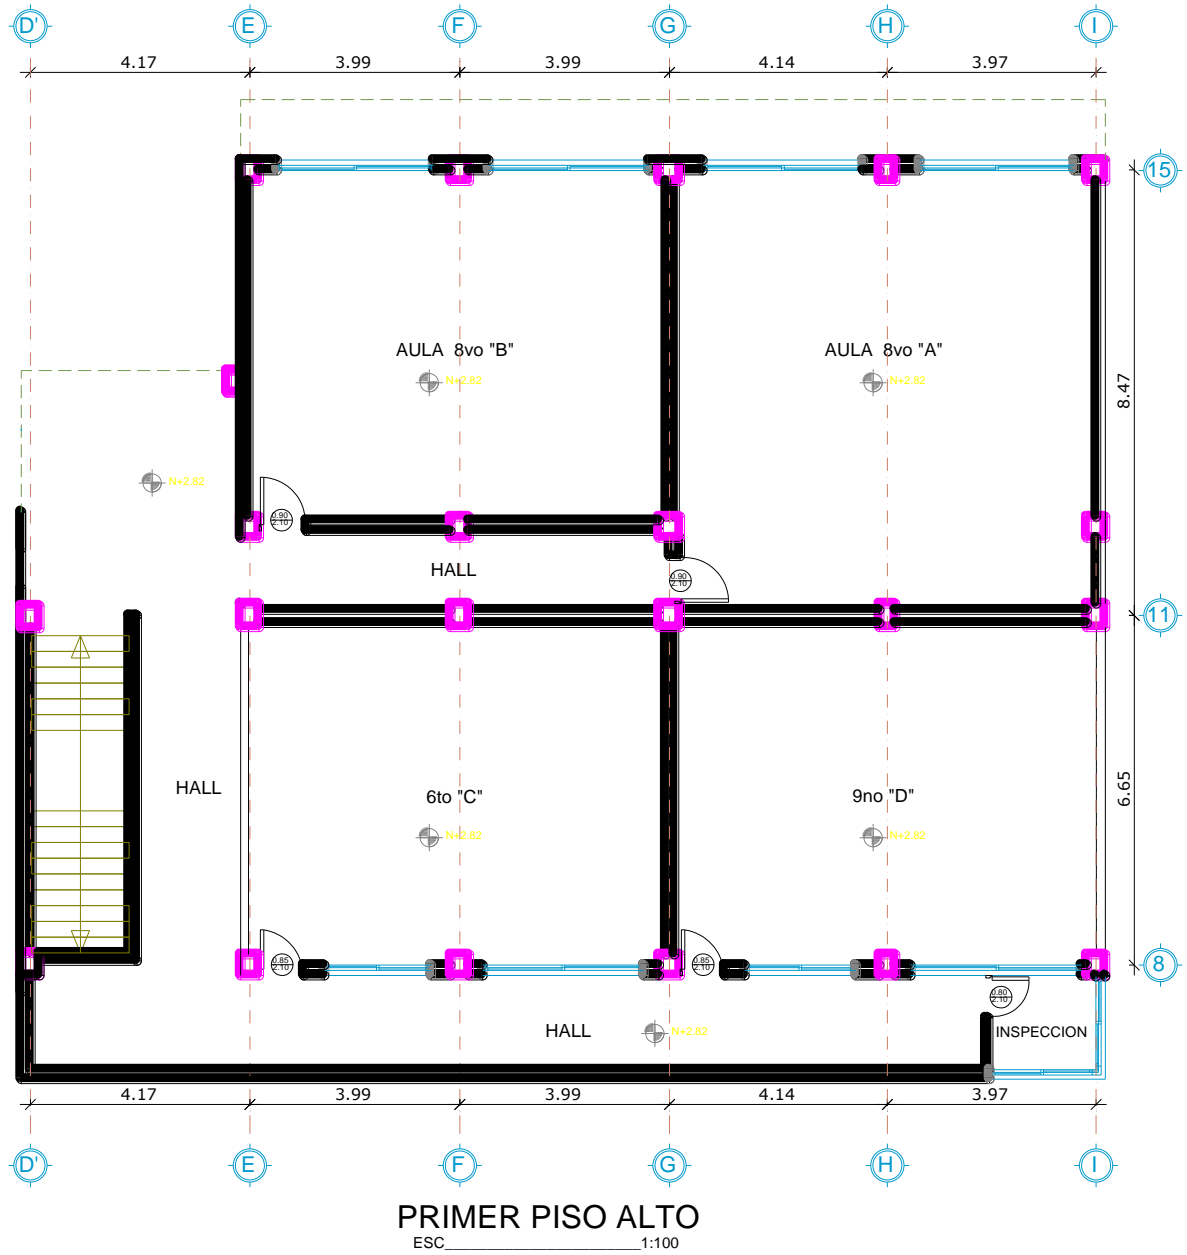 D' E F G H I
4.17 3.99 3.99 4.14 3.97
15
AULA 8vo "B" AULA 8vo "A"
N+2.82 N+2.82
8.47
N+2.82
0.90
2.10
HALL
0.90
2.10
11
HALL
6to "C" 9no "D"
6.65
N+2.82 N+2.82
0.85
2.10
0.85
2.10
8
0.80
2.10
HALL N+2.82 INSPECCION
4.17 3.99 3.99 4.14 3.97
D' E F G H I
PRIMER PISO ALTO
ESC______________________1:100